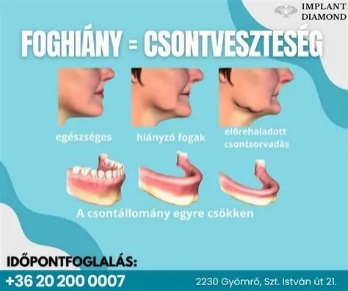 IMPLANT
DIAMOND
FOGHIÁNY = CSONTVESZTESÉG
egészséges
hiányzó fogak
előrehaladott
csontsorvadás
A csontállomány egyre csökken
IDŐPONTFOGLALÁS:
+36 20 200 0007
2230 Gyömrő, Szt. István út 21.